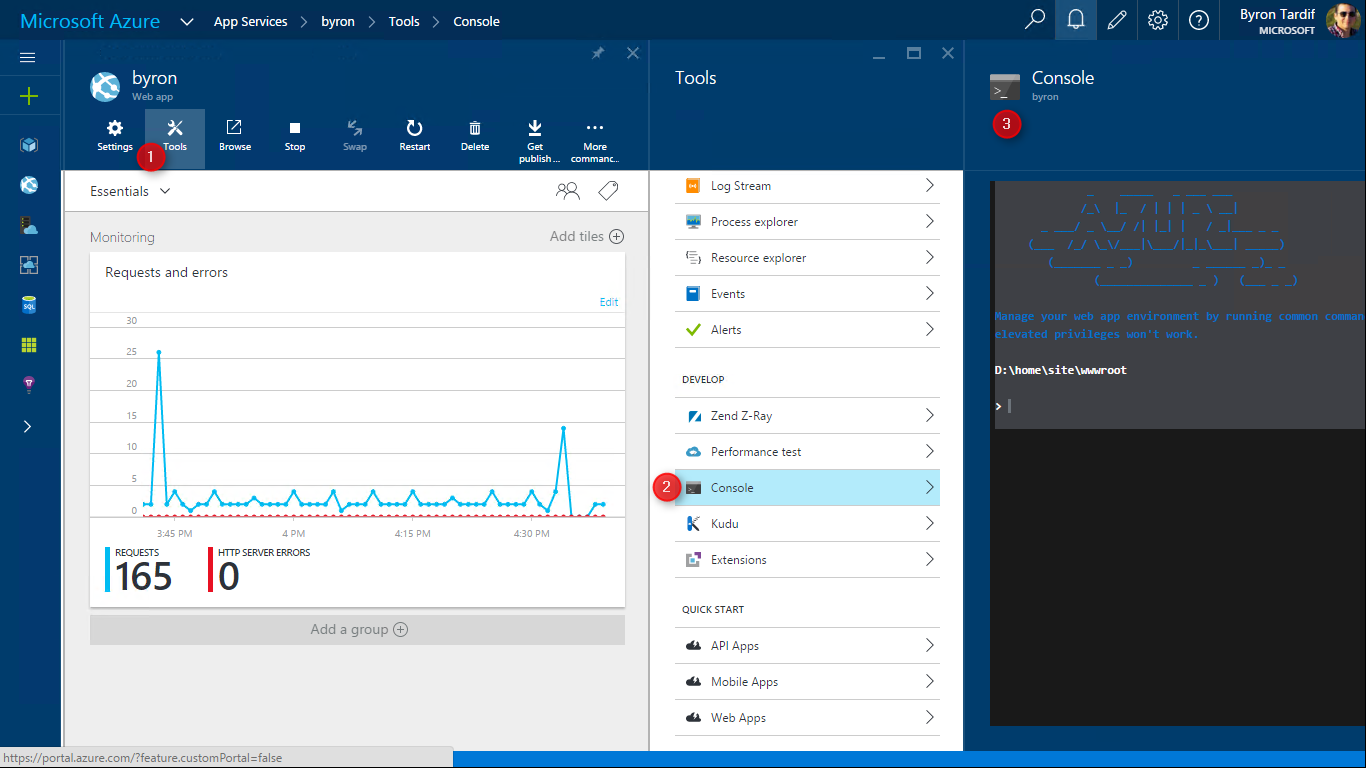 Microsoft Azure
App Services > byron > Tools > Console
Byron Tardif
MICROSOFT
byron
Web app
Settings
Tools
Browse
Stop
Swap
Restart
Delete
Get
publish ...
More
commanc...
1
Essentials
Monitoring
Add tiles
Requests and errors
Edit
30
25
20
15
10
5
0
3:45 PM
4 PM
4:15 PM
4:30 PM
REQUESTS
165
HTTP SERVER ERRORS
0
Add a group
Tools
Log Stream
Process explorer
Resource explorer
Events
Alerts
DEVELOP
Zend Z-Ray
Performance test
2
Console
Kudu
Extensions
QUICK START
API Apps
Mobile Apps
Web Apps
Console
byron
3
Manage your web app environment by running common comman
elevated privileges won't work.
D:\home\site\wwwroot
>
https://portal.azure.com/?feature.customPortal=false